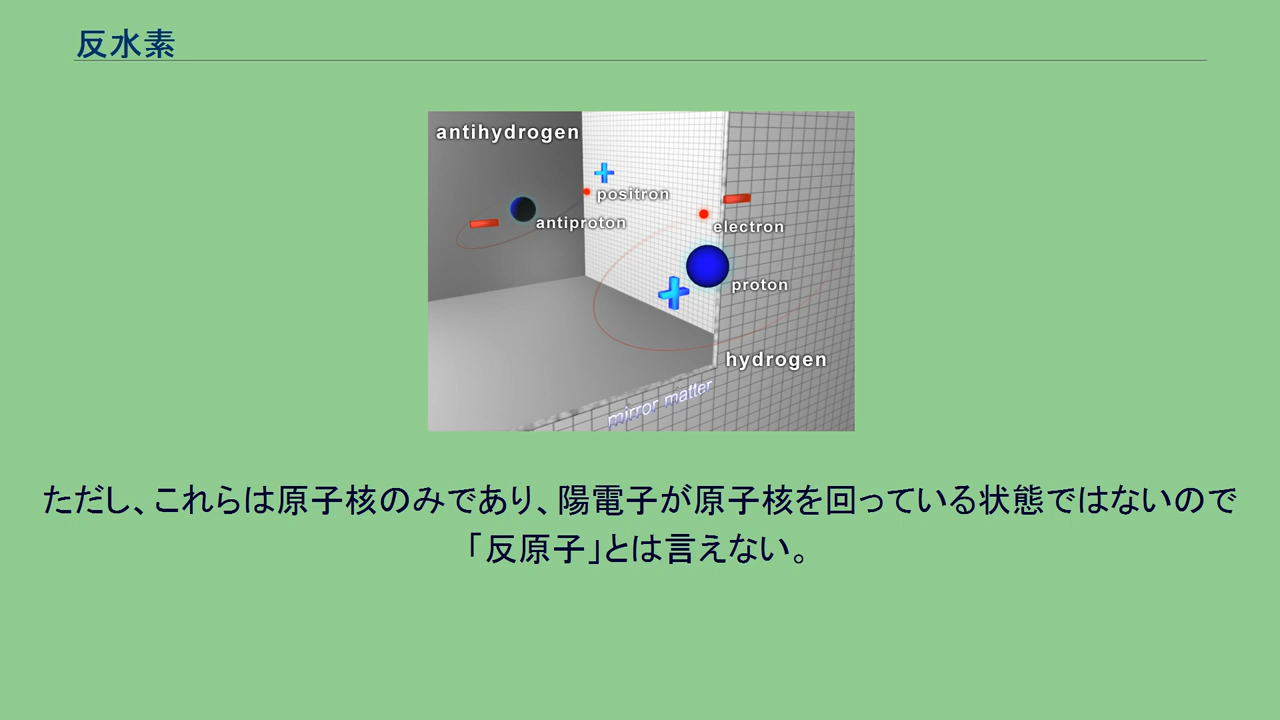 反水素
antihydrogen
positron
antiproton
electron
proton
hydrogen
mirror matter
ただし、これらは原子核のみであり、陽電子が原子核を回っている状態ではないので
「反原子」とは言えない。